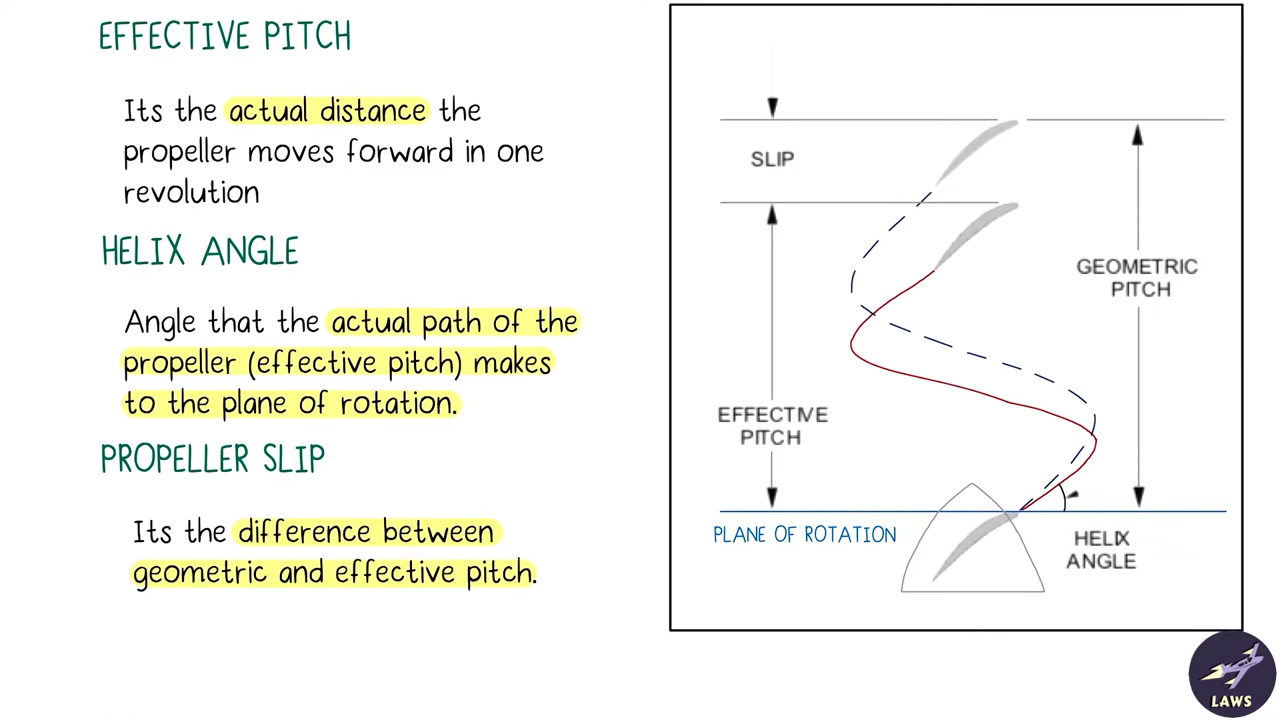 EFFECTIVE PITCH
Its the actual distance the
propeller moves forward in one
revolution
HELIX ANGLE
Angle that the actual path of the
propeller (effective pitch) makes
to the plane of rotation.
PROPELLER SLIP
Its the difference between
geometric and effective pitch.
SLIP
GEOMETRIC
PITCH
EFFECTIVE
PITCH
PLANE OF ROTATION
HELIX
ANGLE
LAWS